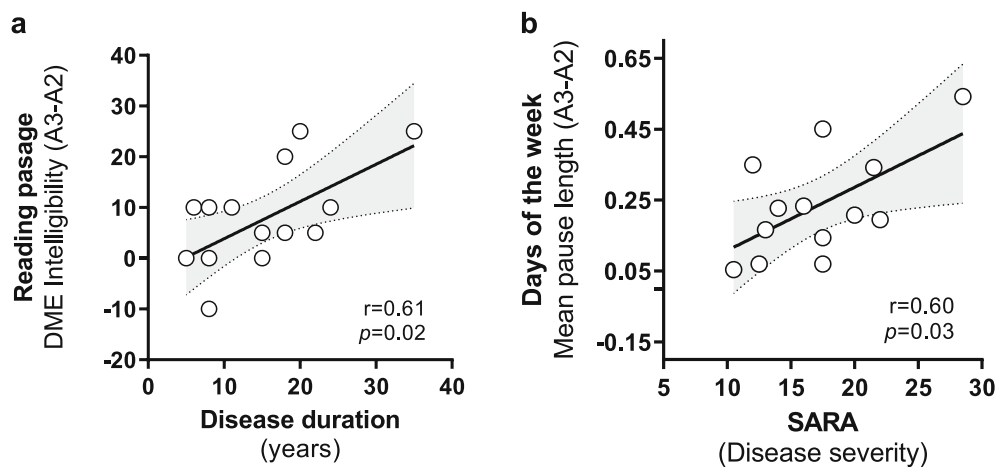 a
Reading pasage
DME Intelligibility (A3-A2)
40
30
20
10
0
-10
-20
r=0.61
p=0.02
0
10
20
30
40
Disease duration
(years)
b
Days of the week
Mean pause length (A3-A2)
0.65
0.45
0.25
0.05
-0.15
r=0.60
p=0.03
5
10
15
20
25
30
SARA
(Disease severity)